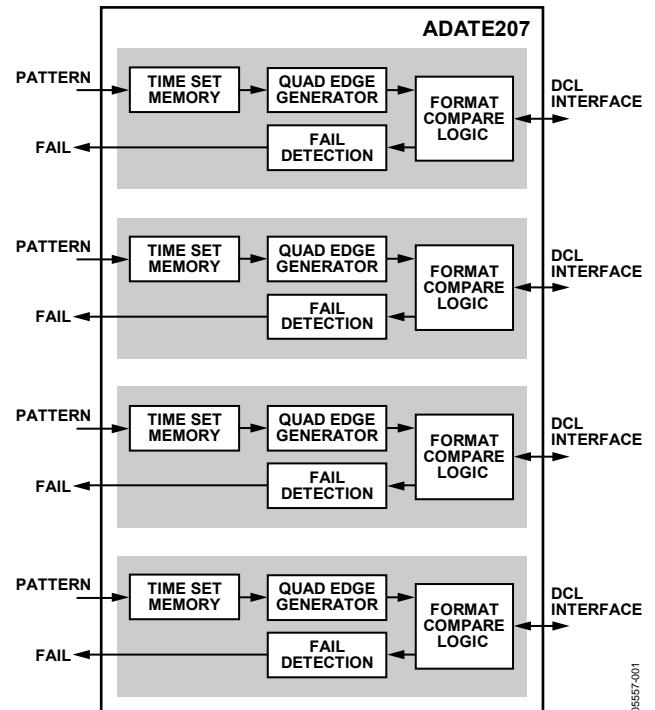 ADATE207
PATTERN
TIME SET
MEMORY
QUAD EDGE
GENERATOR
FORMAT
COMPARE
LOGIC
DCL
INTERFACE
FAIL
FAIL
DETECTION
PATTERN
TIME SET
MEMORY
QUAD EDGE
GENERATOR
FORMAT
COMPARE
LOGIC
DCL
INTERFACE
FAIL
FAIL
DETECTION
PATTERN
TIME SET
MEMORY
QUAD EDGE
GENERATOR
FORMAT
COMPARE
LOGIC
DCL
INTERFACE
FAIL
FAIL
DETECTION
PATTERN
TIME SET
MEMORY
QUAD EDGE
GENERATOR
FORMAT
COMPARE
LOGIC
DCL
INTERFACE
FAIL
FAIL
DETECTION
05557-001